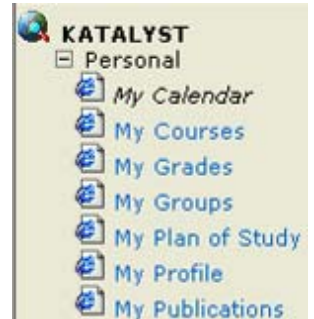 KATALYST
Personal
My Calendar
My Courses
My Grades
My Groups
My Plan of Study
My Profile
My Publications